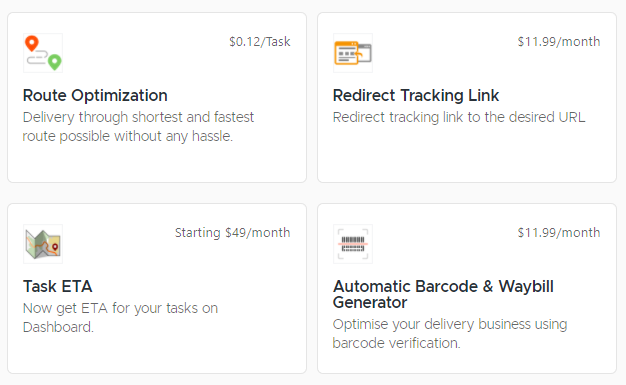 $0.12/Task
Route Optimization
Delivery through shortest and fastest
route possible without any hassle.
$11.99/month
Redirect Tracking Link
Redirect tracking link to the desired URL
Starting $49/month
Task ETA
Now get ETA for your tasks on
Dashboard.
$11.99/month
Automatic Barcode & Waybill
Generator
Optimise your delivery business using
barcode verification.